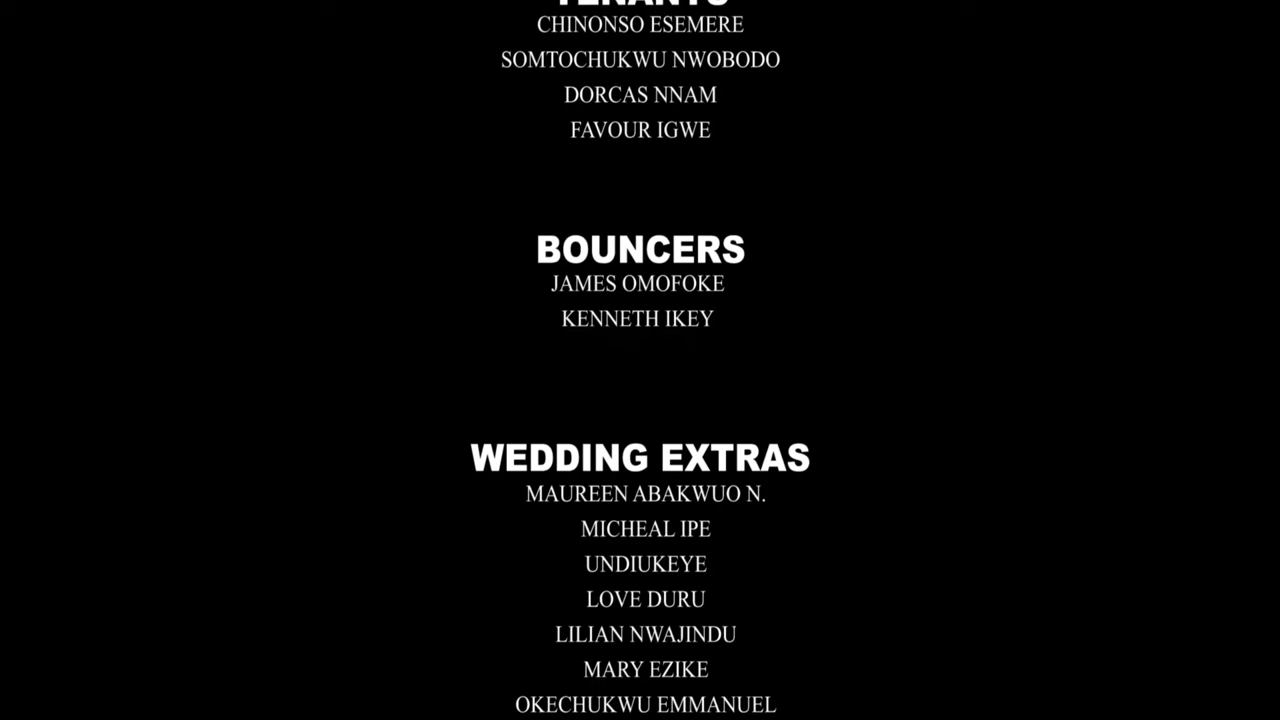 TENANTS
CHINONSO ESEMERE
SOMTOCHUKWU NWOBODO
DORCAS NNAM
FAVOUR IGWE
BOUNCERS
JAMES OMOFOKE
KENNETH IKEY
WEDDING EXTRAS
MAUREEN ABAKWUO N.
MICHEAL IPE
UNDIUKEYE
LOVE DURU
LILIAN NWAJINDU
MARY EZIKE
OKECHUKWU EMMANUEL